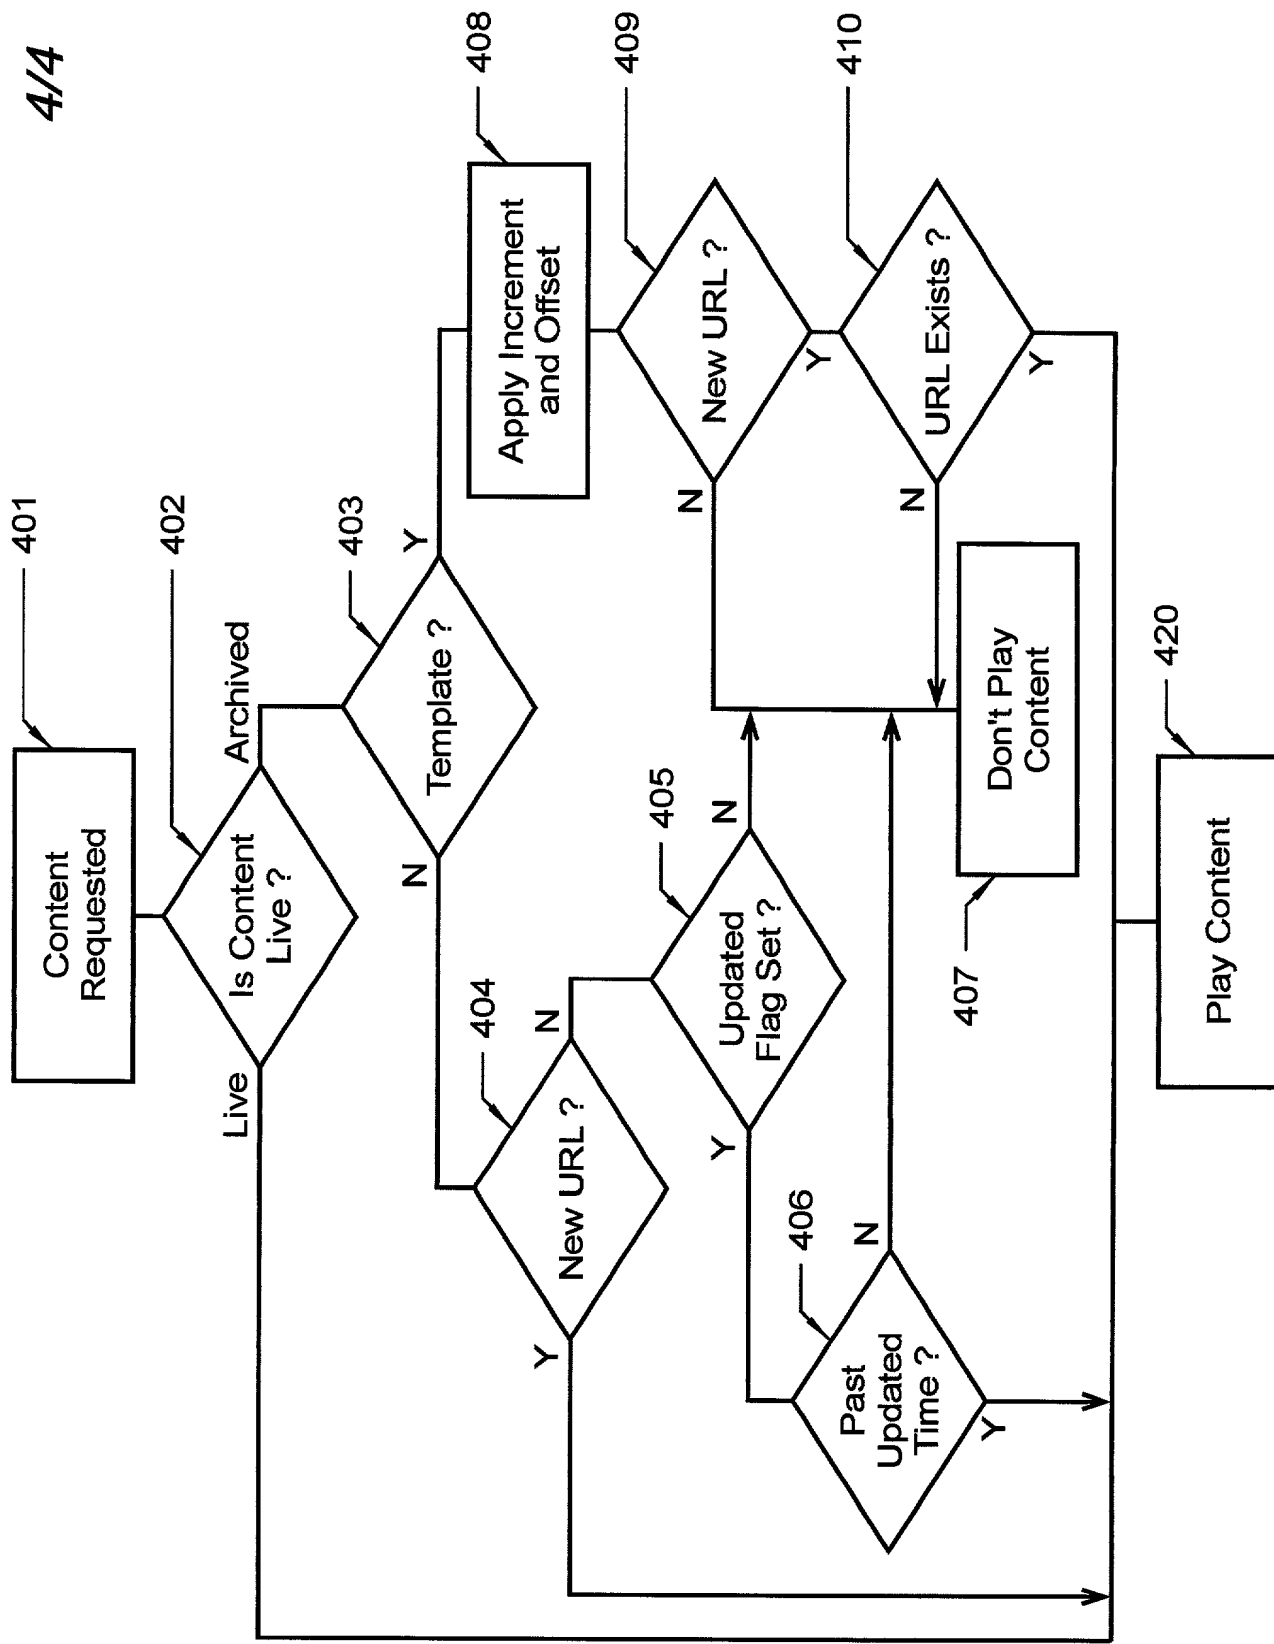 4/4
401
Content
Requested
402
Is Content
Live ?
Live
Archived
403
Template ?
N
Y
404
New URL ?
Y
N
408
Apply Increment
and Offset
405
Updated
Flag Set ?
Y
N
409
New URL ?
N
Y
406
Past
Updated
Time ?
N
Y
410
URL Exists ?
N
Y
407
Don't Play
Content
420
Play Content